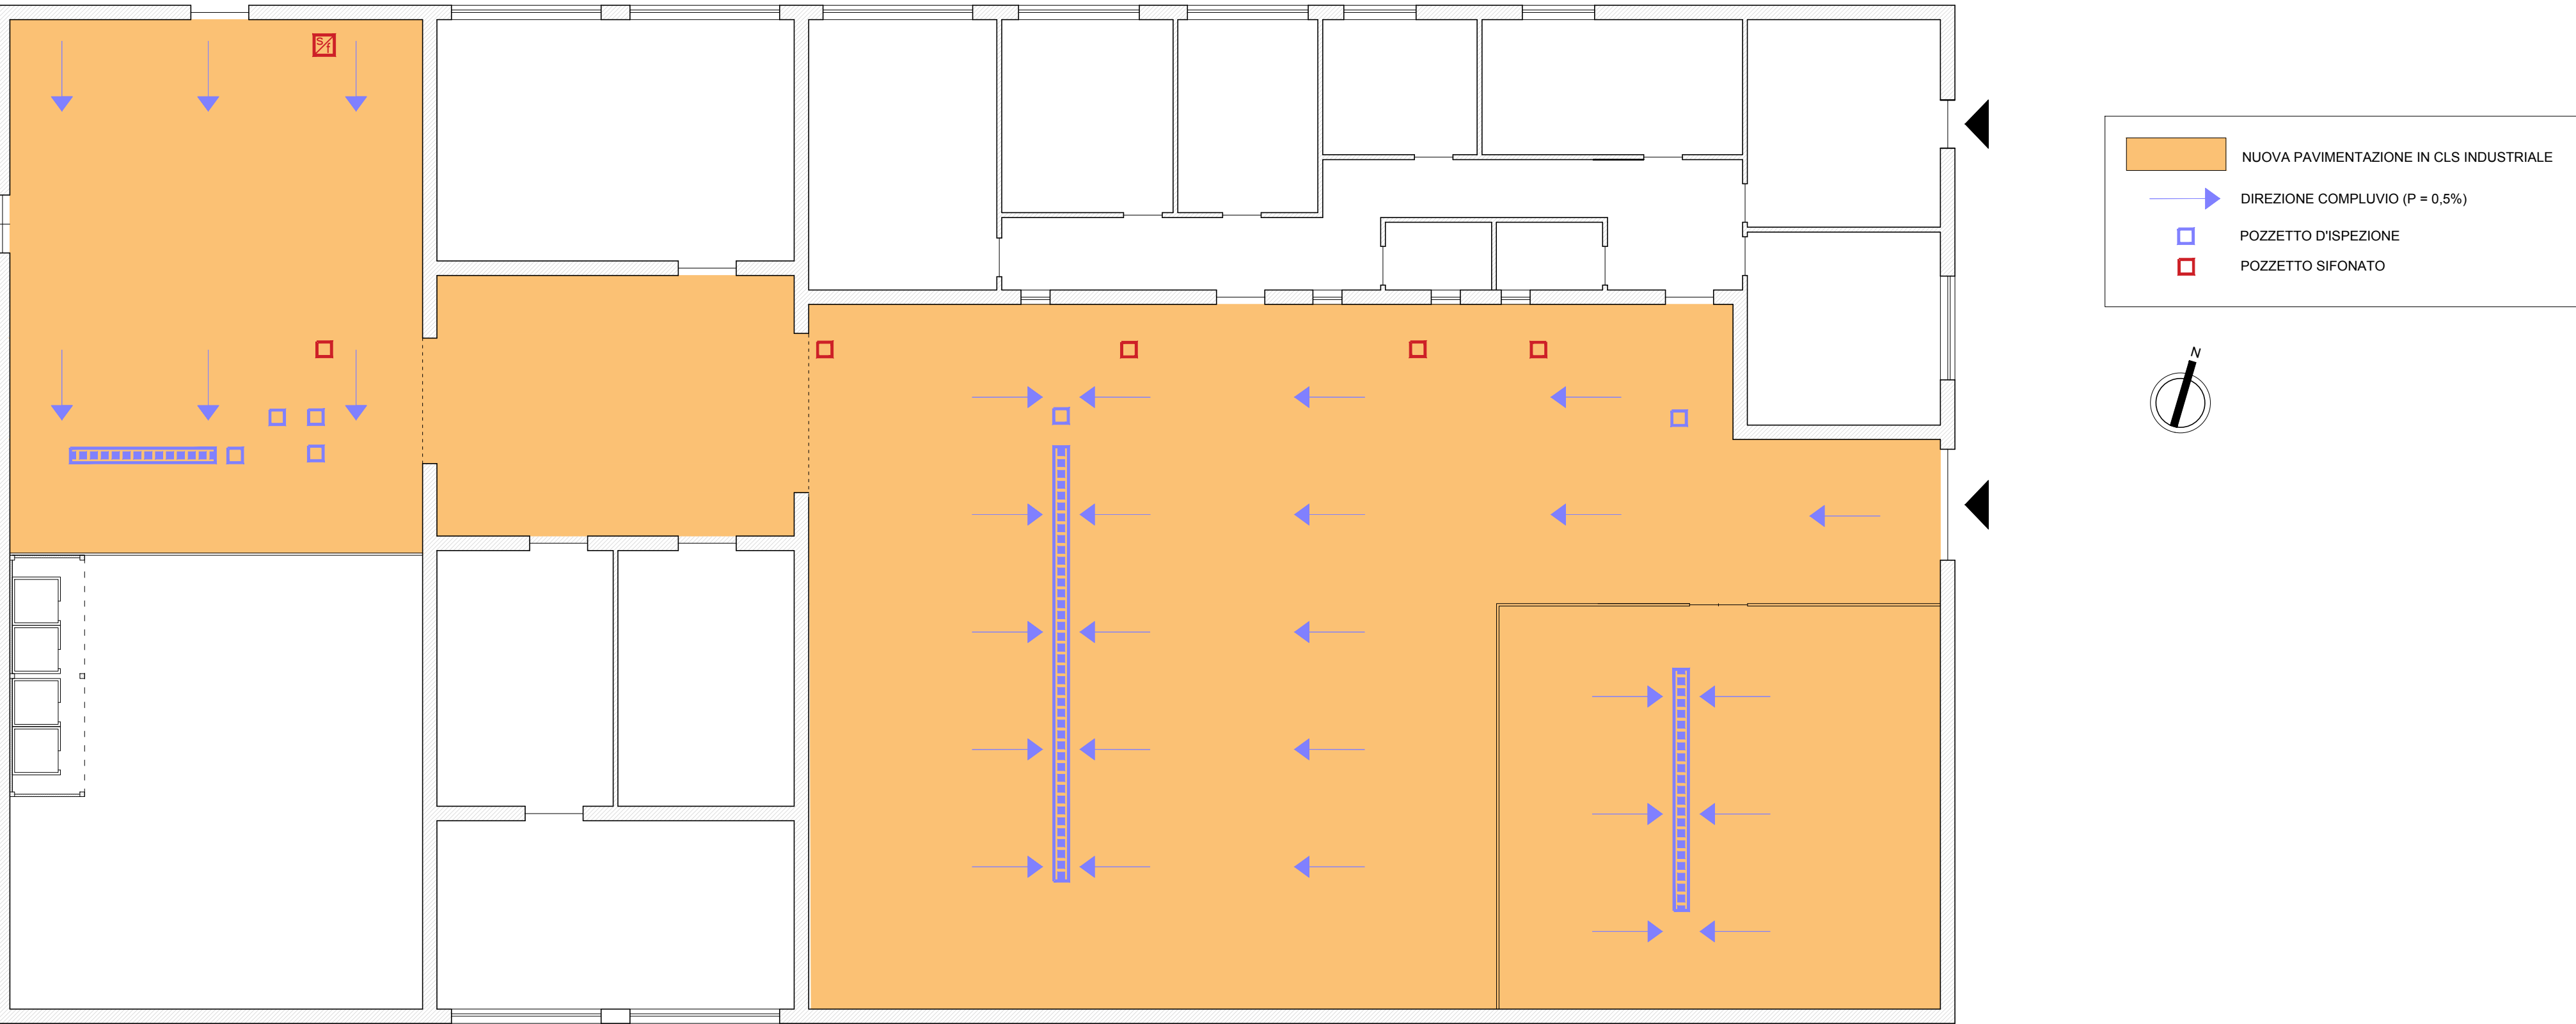 S/f
NUOVA PAVIMENTAZIONE IN CLS INDUSTRIALE
DIREZIONE COMPLUVIO (P = 0,5%)
POZZETTO D'ISPEZIONE
POZZETTO SIFONATO
N